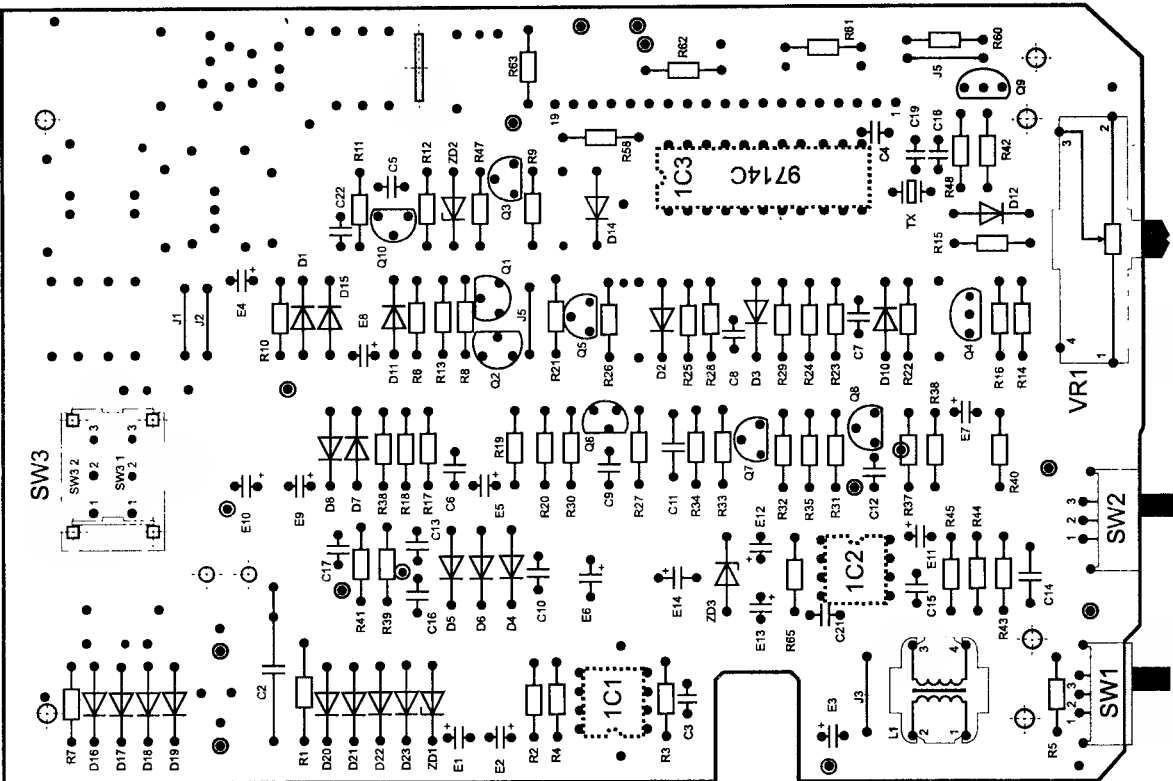 R63
R62
R61
R60
J5
Q9
19
1
R11
C5
R12
ZD2
R47
R9
R58
1C3
9714C
C4
C19
C18
C22
Q10
Q3
D14
TX
R48
R42
D12
R15
3
2
E4
D1
D15
J1
J2
R10
E8
D11
R6
R13
R8
Q1
Q2
J5
R21
Q5
R26
D2
R25
R28
C8
D3
R29
R24
R23
C7
D10
R22
Q4
R16
R14
4
1
VR1
SW3
SW3 2
SW3 1
1 2 3
1 2 3
E10
E9
D8
D7
R38
R18
R17
C6
E5
R19
R20
R30
Q6
C9
R27
C11
R34
R33
Q7
R32
R35
R31
Q8
C12
R37
R38
E7
R40
C17
R41
R39
C13
C16
D5
D6
D4
C10
E6
E14
ZD3
E12
E13
R65
C21
1C2
E11
C15
R45
R44
R43
C14
1 2 3
SW2
R7
D16
D17
D18
D19
C2
R1
D20
D21
D22
D23
ZD1
E1
E2
R2
R4
1C1
R3
C3
E3
J3
L1
3
4
2
1
R5
1 2 3
SW1